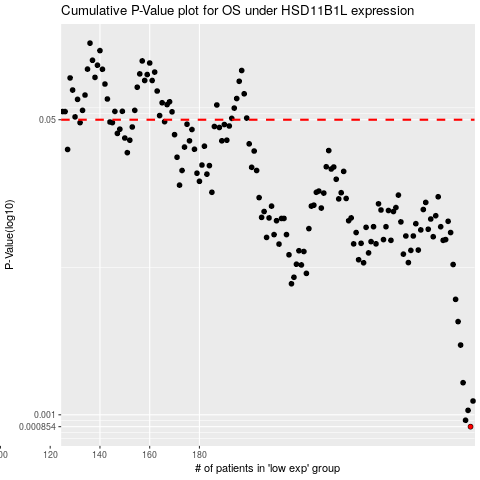 Cumulative P-Value plot for OS under HSD11B1L expression
P-Value(log10)
0.05
0.001
0.000854
00 120 140 160 180
# of patients in 'low exp' group